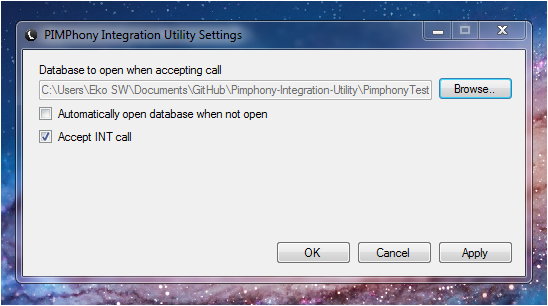 PIMPhony Integration Utility Settings
Database to open when accepting call
C:\Users\Eko SW\Documents\GitHub\Pimphony-Integration-Utility\PimphonyTest
Browse..
Automatically open database when not open
Accept INT call
OK Cancel Apply